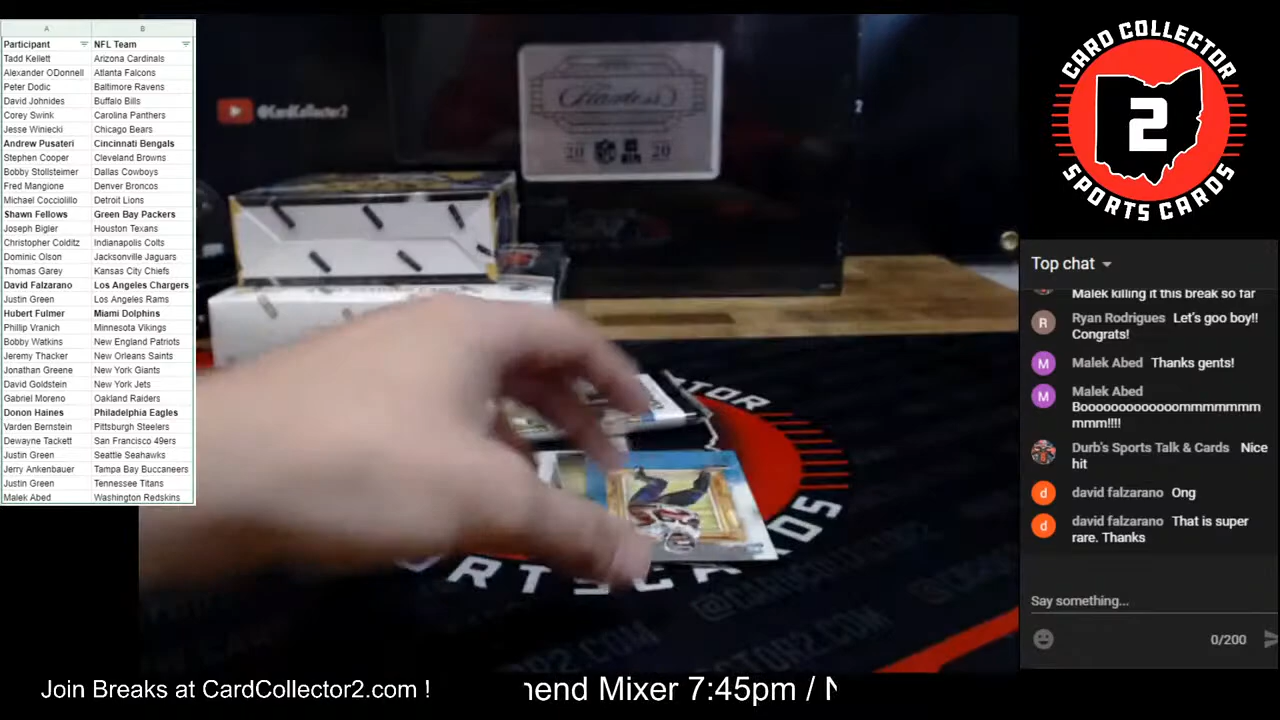 A B
Participant NFL Team
Tadd Kellett Arizona Cardinals
Alexander ODonnell Atlanta Falcons
Peter Dodic Baltimore Ravens
David Johnides Buffalo Bills
Corey Swink Carolina Panthers
Jesse Winiecki Chicago Bears
Andrew Pusateri Cincinnati Bengals
Stephen Cooper Cleveland Browns
Bobby Stollsteimer Dallas Cowboys
Fred Mangione Denver Broncos
Michael Cocciolillo Detroit Lions
Shawn Fellows Green Bay Packers
Joseph Bigler Houston Texans
Christopher Colditz Indianapolis Colts
Dominic Olson Jacksonville Jaguars
Thomas Garey Kansas City Chiefs
David Falzarano Los Angeles Chargers
Justin Green Los Angeles Rams
Hubert Fulmer Miami Dolphins
Phillip Vranich Minnesota Vikings
Bobby Watkins New England Patriots
Jeremy Thacker New Orleans Saints
Jonathan Greene New York Giants
David Goldstein New York Jets
Gabriel Moreno Oakland Raiders
Donon Haines Philadelphia Eagles
Varden Bernstein Pittsburgh Steelers
Dewayne Tackett San Francisco 49ers
Justin Green Seattle Seahawks
Jerry Ankenbauer Tampa Bay Buccaneers
Justin Green Tennessee Titans
Malek Abed Washington Redskins
@CardCollector2
Flawless
20 NFL 20
2
CARD COLLECTOR
2
SPORTS CARDS
Top chat
Malek killing it this break so far
R Ryan Rodrigues Let's goo boy!!
Congrats!
M Malek Abed Thanks gents!
M Malek Abed
Boooooooooooommmmmmm
mmm!!!!
Durb's Sports Talk & Cards Nice
hit
d david falzarano Ong
d david falzarano That is super
rare. Thanks
Say something...
0/200
Join Breaks at CardCollector2.com !
end Mixer 7:45pm /